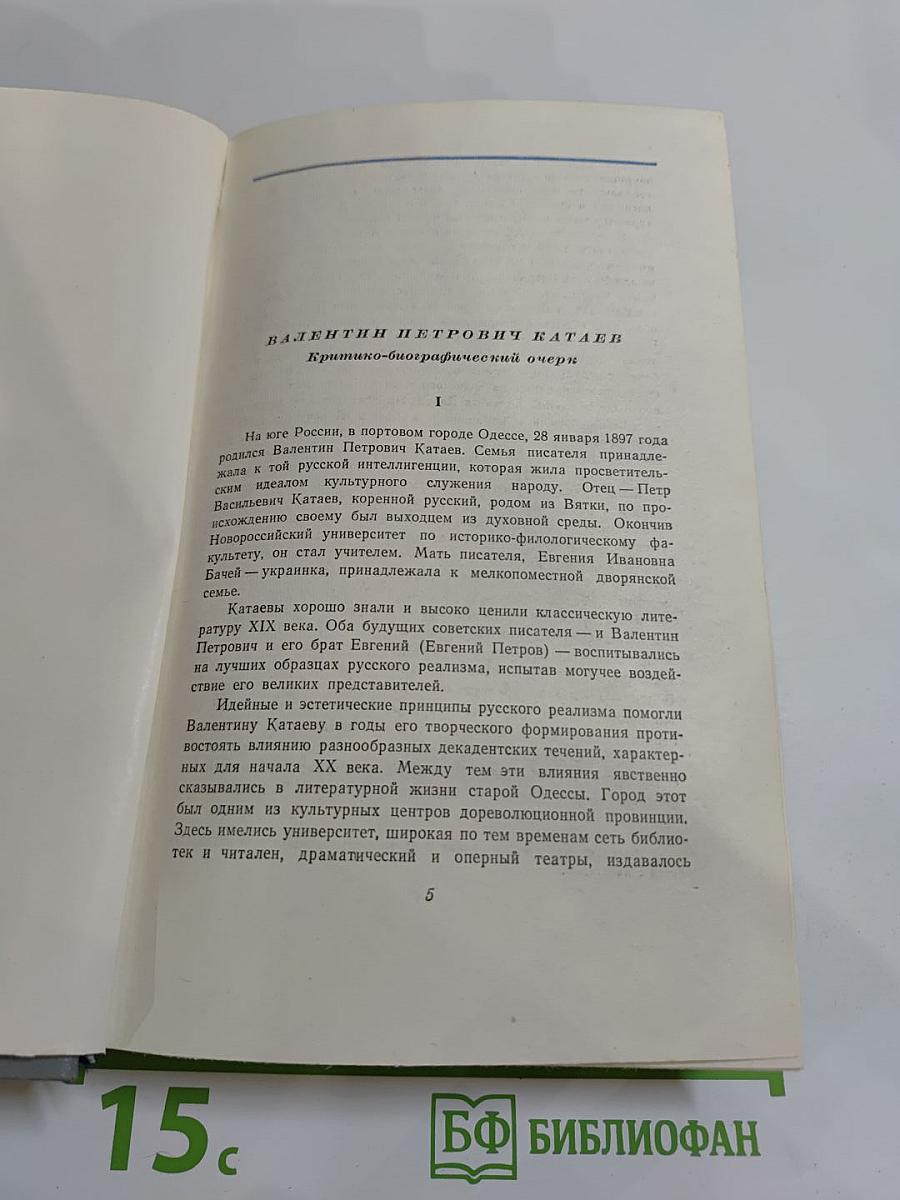 ВАЛЕНТИН ПЕТРОВИЧ КАТАЕВ
Критико-биографический очерк
I
На юге России, в портовом городе Одессе, 28 января 1897 года
родился Валентин Петрович Катаев. Семья писателя принадле-
жала к той русской интеллигенции, которая жила просветитель-
ским идеалом культурного служения народу. Отец — Петр
Васильевич Катаев, коренной русский, родом из Вятки, по про-
исхождению своему был выходцем из духовной среды. Окончив
Новороссийский университет по историко-филологическому фа-
культету, он стал учителем. Мать писателя, Евгения Ивановна
Бачей — украинка, принадлежала к мелкопоместной дворянской
семье.
Катаевы хорошо знали и высоко ценили классическую лите-
ратуру XIX века. Оба будущих советских писателя — и Валентин
Петрович и его брат Евгений (Евгений Петров) — воспитывались
на лучших образцах русского реализма, испытав могучее воздей-
ствие его великих представителей.
Идейные и эстетические принципы русского реализма помогли
Валентину Катаеву в годы его творческого формирования проти-
востоять влиянию разнообразных декадентских течений, характер-
ных для начала XX века. Между тем эти влияния явственно
сказывались в литературной жизни старой Одессы. Город этот
был одним из культурных центров дореволюционной провинции.
Здесь имелись университет, широкая по тем временам сеть библио-
тек и читален, драматический и оперный театры, издавалось
5
15 с
БФ БИБЛИОФАН